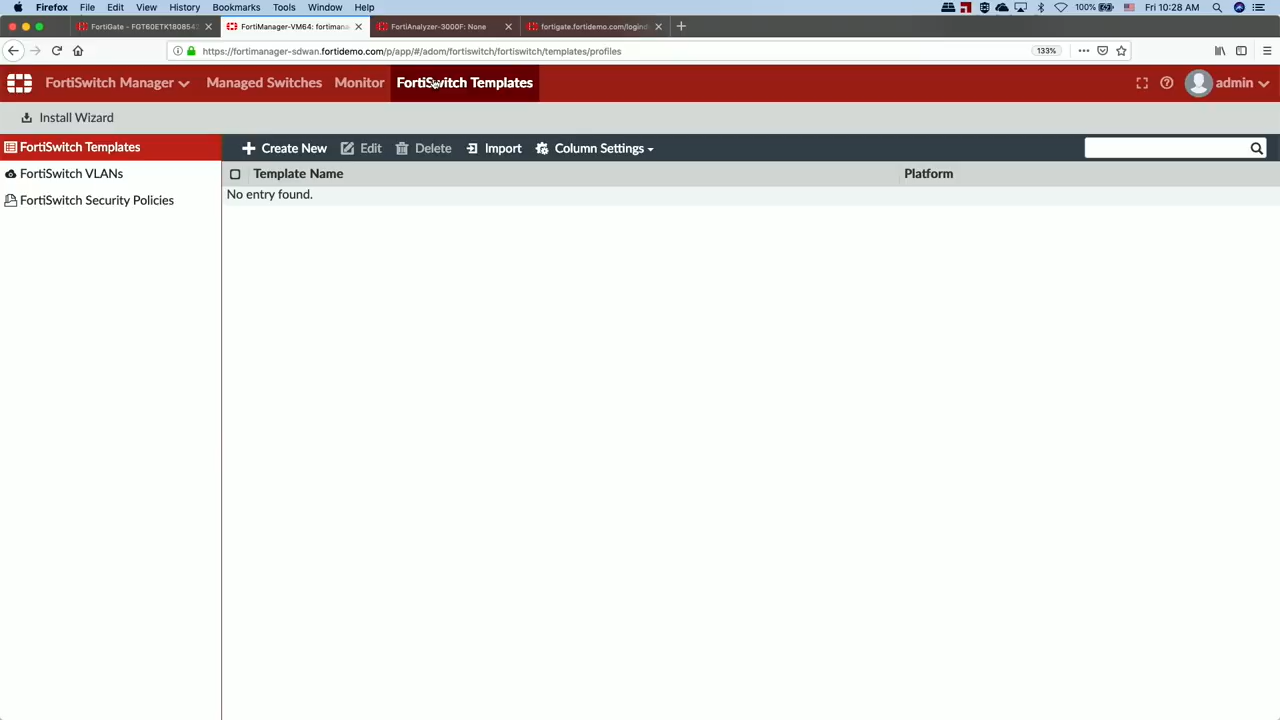 Firefox File Edit View History Bookmarks Tools Window Help 100% Fri 10:28 AM
FortiGate - FGT60ETK180854 FortiManager-VM64: fortimana FortiAnalyzer-3000F: None fortigate.fortidemo.com/login
https://fortimanager-sdwan.fortidemo.com/p/app/#/adom/fortiswitch/fortiswitch/templates/profiles 133%
FortiSwitch Manager Managed Switches Monitor FortiSwitch Templates admin
Install Wizard
FortiSwitch Templates Create New Edit Delete Import Column Settings
FortiSwitch VLANs Template Name Platform
FortiSwitch Security Policies No entry found.